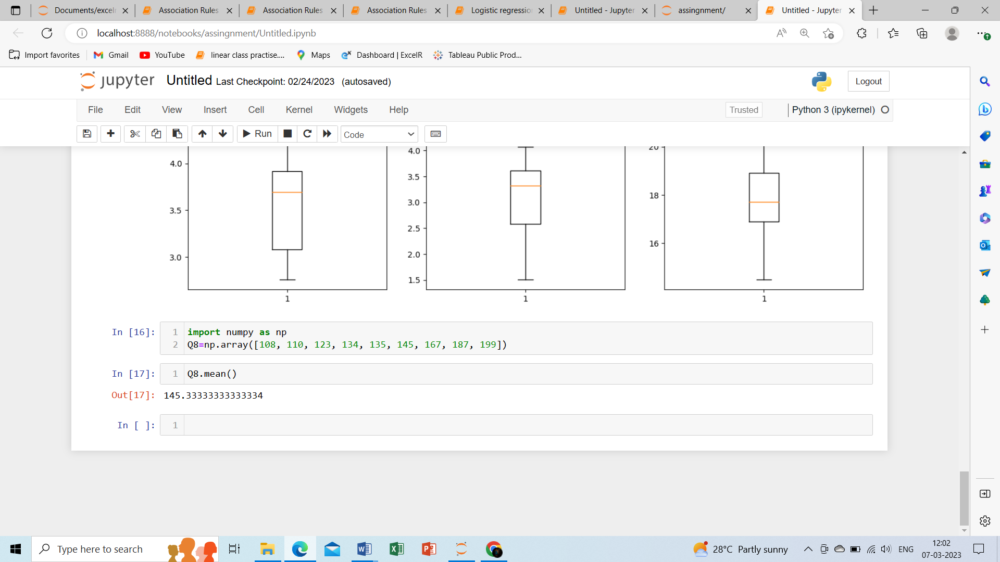 Documents/excelr
Association Rules
Association Rules
Association Rules
Logistic regression
Untitled - Jupyter
assingnment/
Untitled - Jupyter
localhost:8888/notebooks/assingnment/Untitled.ipynb
Import favorites
Gmail
YouTube
linear class practise....
Maps
Dashboard | ExcelR
Tableau Public Prod...
jupyter Untitled Last Checkpoint: 02/24/2023 (autosaved)
Logout
File Edit View Insert Cell Kernel Widgets Help
Trusted
Python 3 (ipykernel)
Run
Code
4.0
3.5
3.0
1
4.0
3.5
3.0
2.5
2.0
1.5
1
20
18
16
1
In [16]:
1 import numpy as np
2 Q8=np.array([108, 110, 123, 134, 135, 145, 167, 187, 199])
In [17]:
1 Q8.mean()
Out[17]: 145.33333333333334
In [ ]:
1
Type here to search
28°C Partly sunny
ENG
12:02
07-03-2023